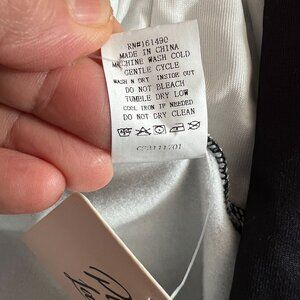 RN#161490
MADE IN CHINA
MACHINE WASH COLD
GENTLE CYCLE
WASH N DRY INSIDE OUT
DO NOT BLEACH
TUMBLE DRY LOW
COOL IRON IF NEEDED
DO NOT DRY CLEAN